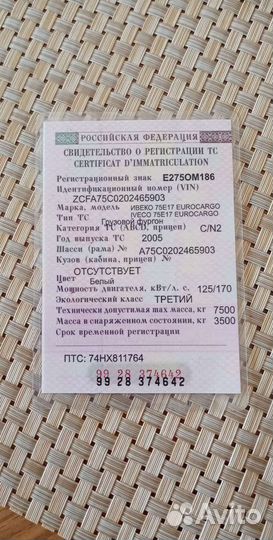 РОССИЙСКАЯ ФЕДЕРАЦИЯ
СВИДЕТЕЛЬСТВО О РЕГИСТРАЦИИ ТС
CERTIFICAT D'IMMATRICULATION
Регистрационный знак Е275ОМ186
Идентификационный номер (VIN)
ZCFA75C0202465903
Марка, модель ИВЕКО 75Е17 EUROCARGO
IVECO 75E17 EUROCARGO
Тип ТС Грузовой фургон
Категория ТС (ABCD, прицеп) C/N2
Год выпуска ТС 2005
Шасси (рама) № A75C0202465903
Кузов (кабина, прицеп) №
ОТСУТСТВУЕТ
Цвет Белый
Мощность двигателя, кВт/л. с. 125/170
Экологический класс ТРЕТИЙ
Технически допустимая max масса, кг 7500
Масса в снаряженном состоянии, кг 3500
Срок временной регистрации
ПТС: 74НХ811764
99 28 374642
99 28 374642
Avito